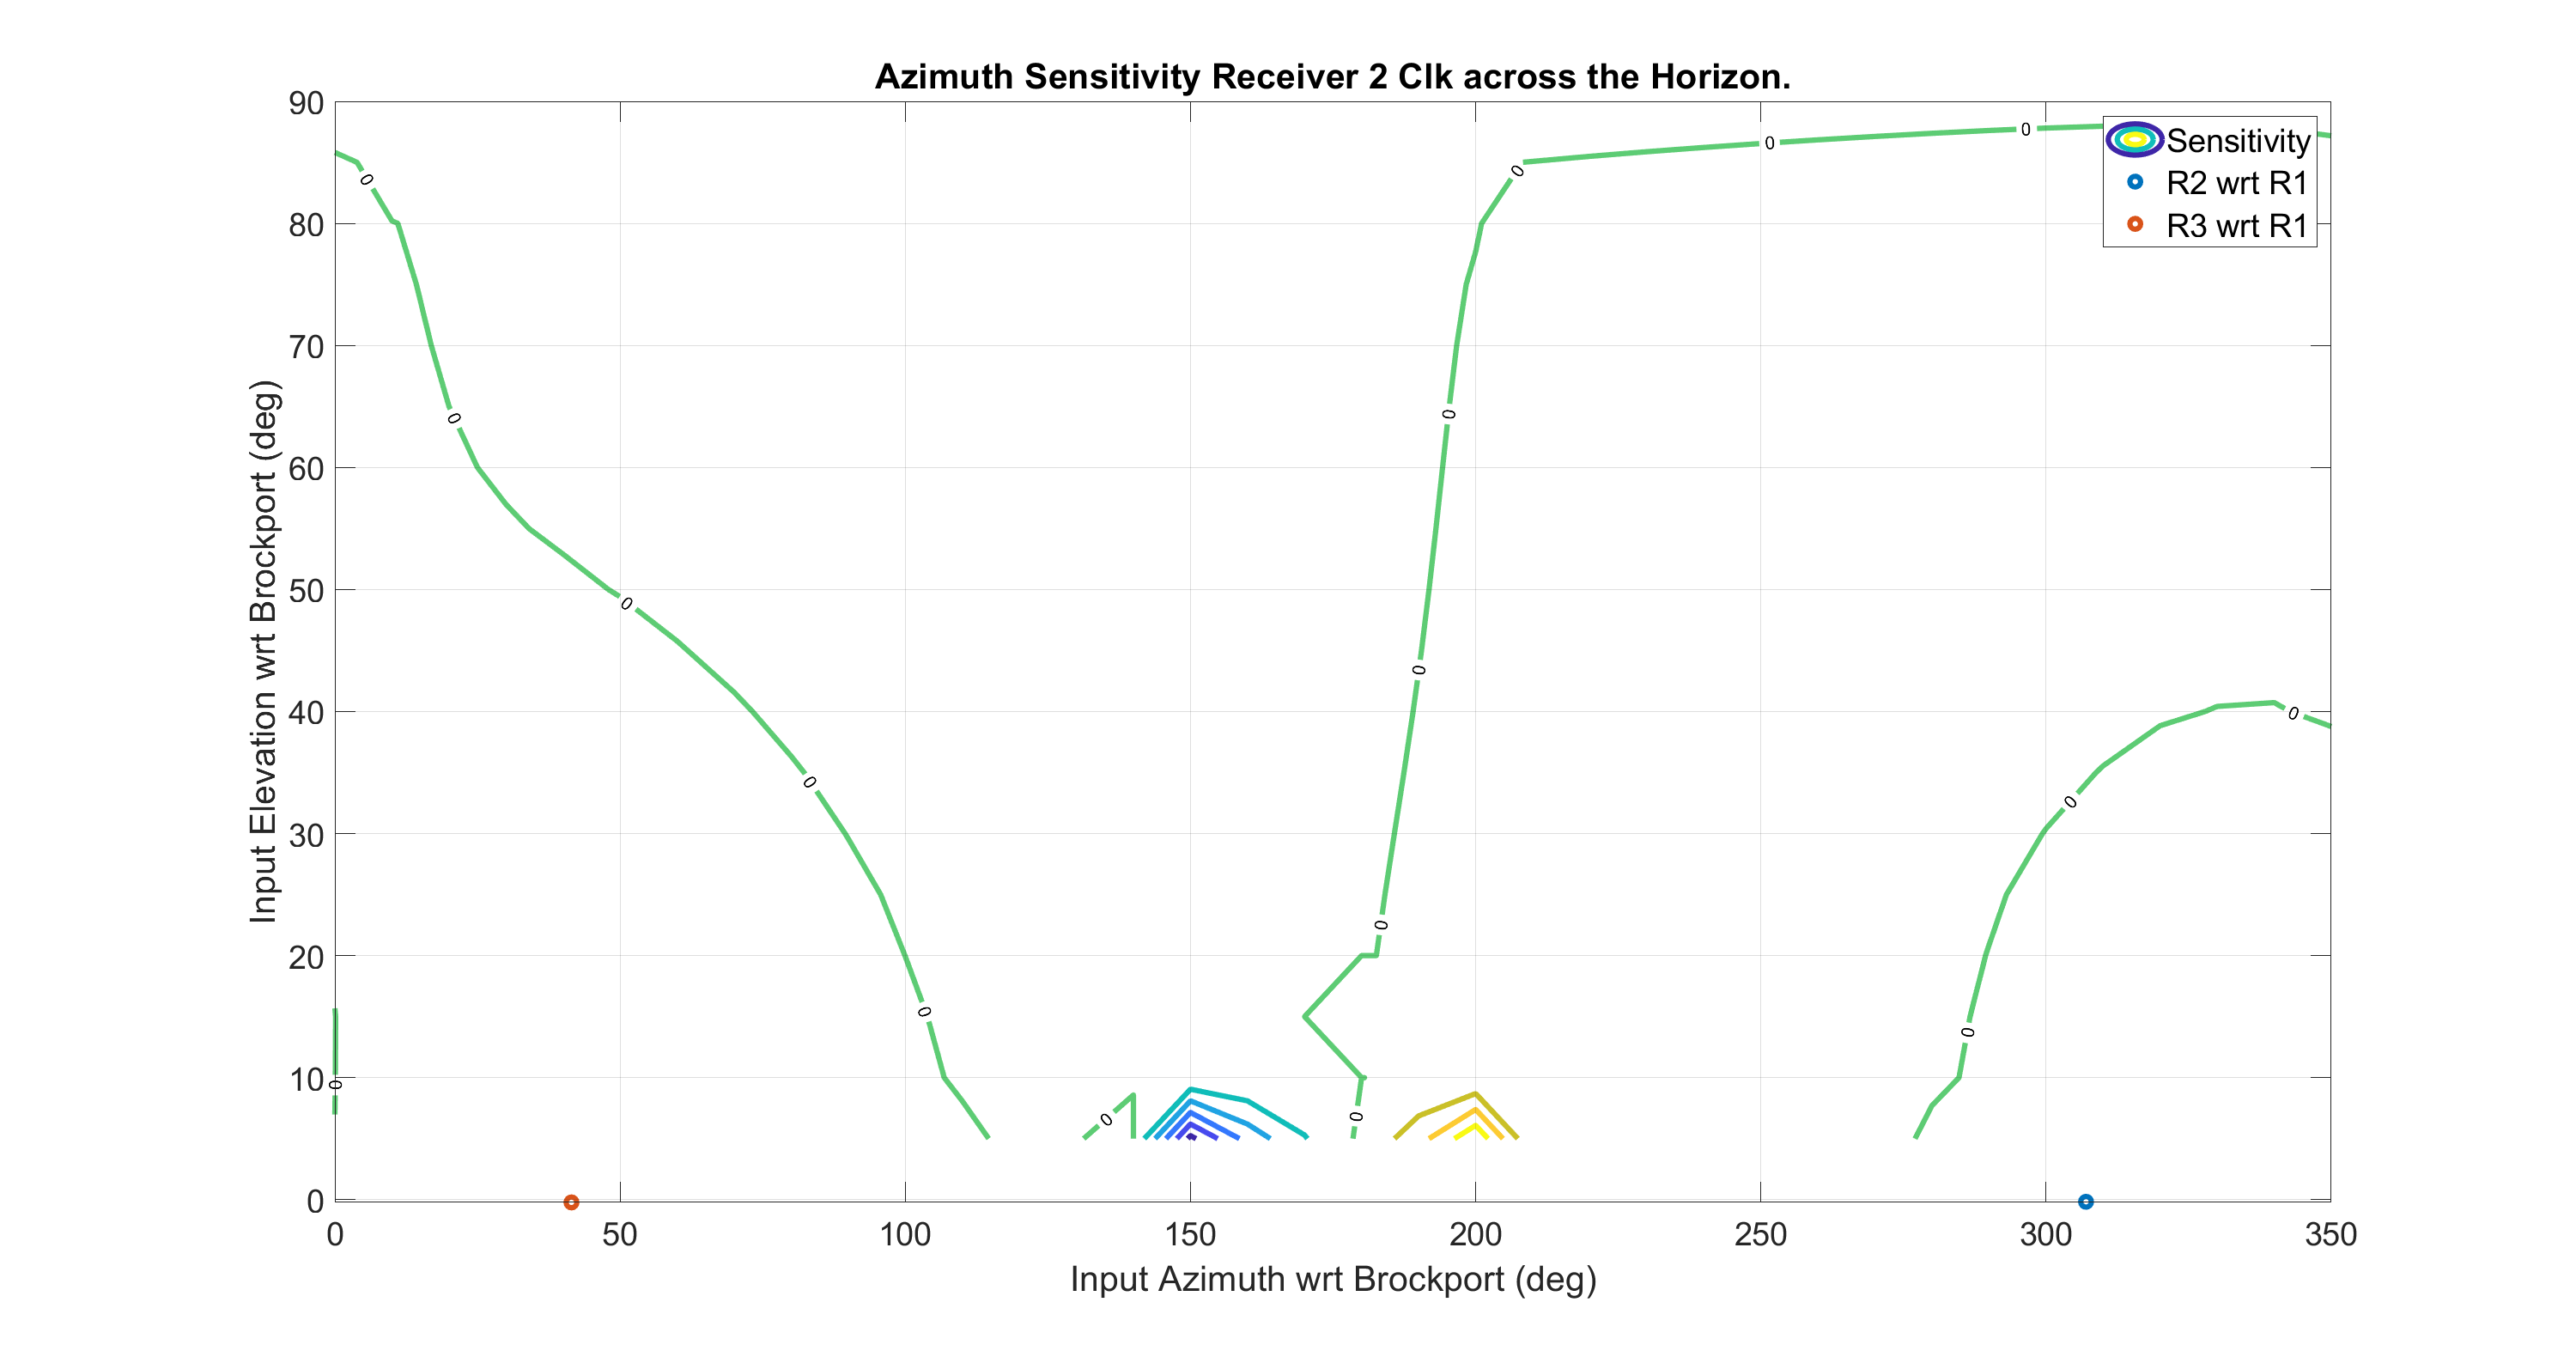 Azimuth Sensitivity Receiver 2 Clk across the Horizon.
Sensitivity
R2 wrt R1
R3 wrt R1
Input Elevation wrt Brockport (deg)
90
80
70
60
50
40
30
20
10
0
0 0 0 0 0 0 0 0 0 0 0 0 0 0 0 0 0 0
0 50 100 150 200 250 300 350
Input Azimuth wrt Brockport (deg)